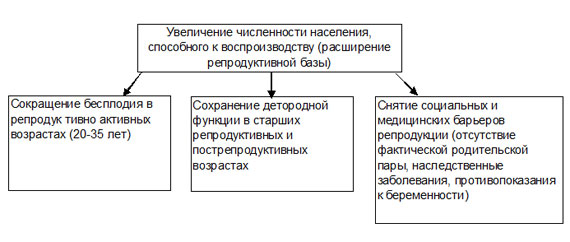 Увеличение численности населения,
способного к воспроизводству (расширение
репродуктивной базы)
Сокращение бесплодия в
репродук тивно активных
возрастах (20-35 лет)
Сохранение детородной
функции в старших
репродуктивных и
пострепродуктивных
возрастах
Снятие социальных и
медицинских барьеров
репродукции (отсутствие
фактической родительской
пары, наследственные
заболевания, противопоказания
к беременности)